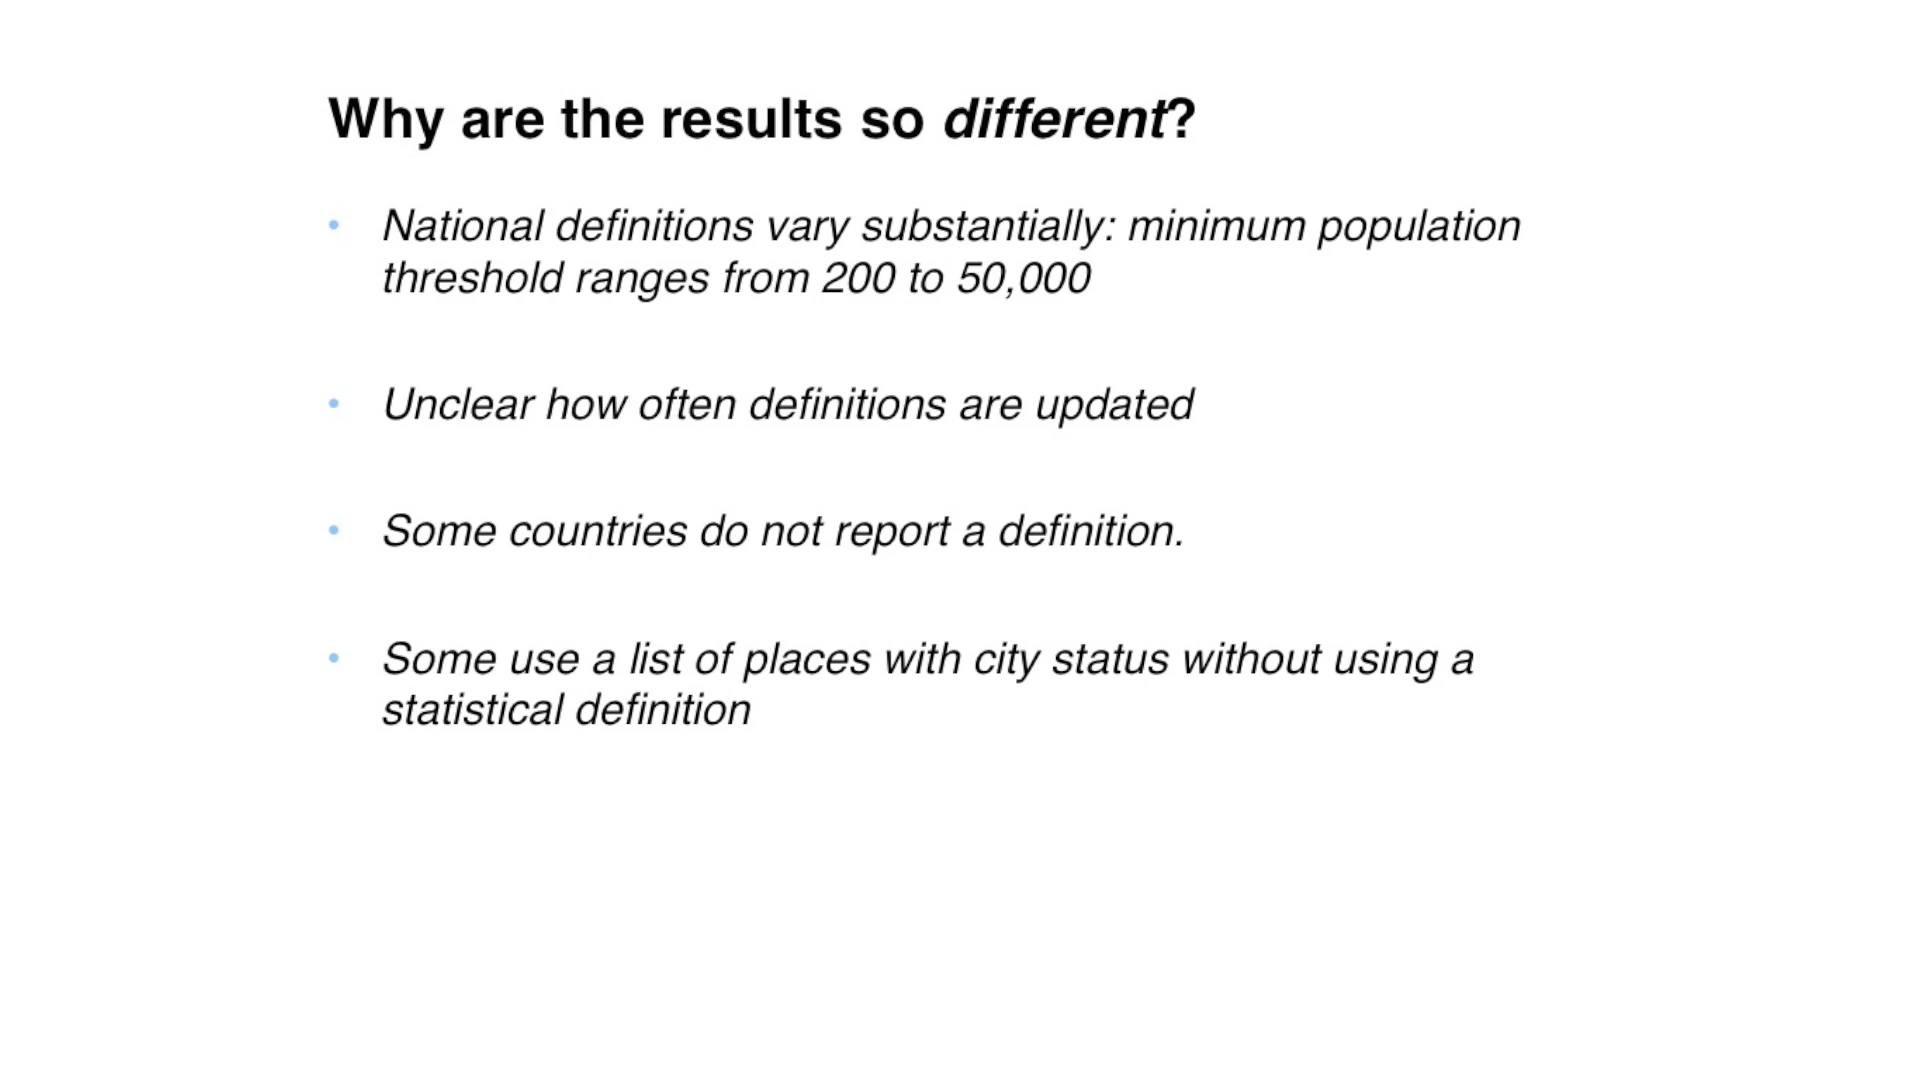 Why are the results so different?
• National definitions vary substantially: minimum population
threshold ranges from 200 to 50,000
• Unclear how often definitions are updated
• Some countries do not report a definition.
• Some use a list of places with city status without using a
statistical definition